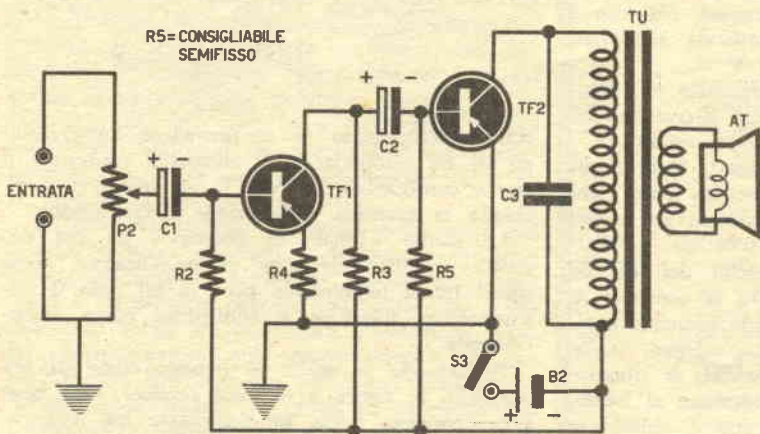 R5= CONSIGLIABILE
SEMIFISSO
TU
AT
ENTRATA
P2
+ -
C1
TF1
+ -
C2
TF2
C3
R2
R4
R3
R5
S3
B2
+ -